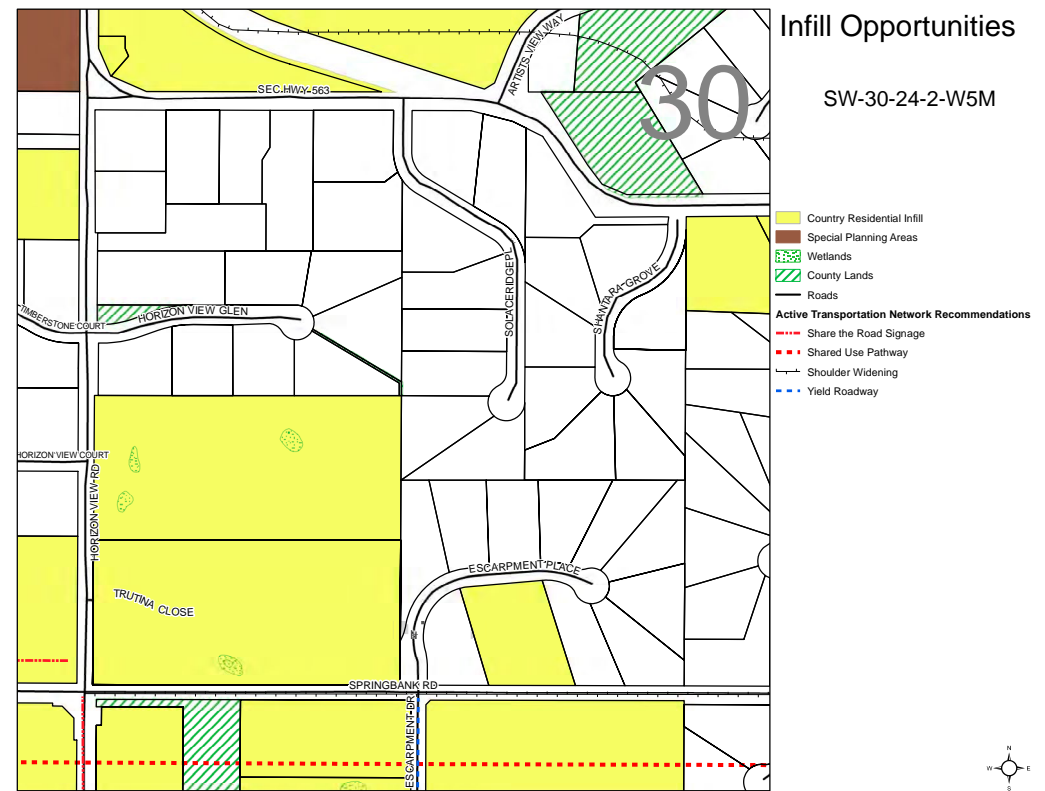 Infill Opportunities
SW-30-24-2-W5M
30
ARTISTS VIEW WAY
SEC HWY 563
SOLACERIDGEPL
SHANTARA GROVE
TIMBERSTONE COURT
HORIZON VIEW GLEN
HORIZON VIEW COURT
HORIZON VIEW RD
ESCARPMENT PLACE
TRUTINA CLOSE
SPRINGBANK RD
ESCARPMENT DR
Country Residential Infill
Special Planning Areas
Wetlands
County Lands
Roads
Active Transportation Network Recommendations
Share the Road Signage
Shared Use Pathway
Shoulder Widening
Yield Roadway
N
W E
S